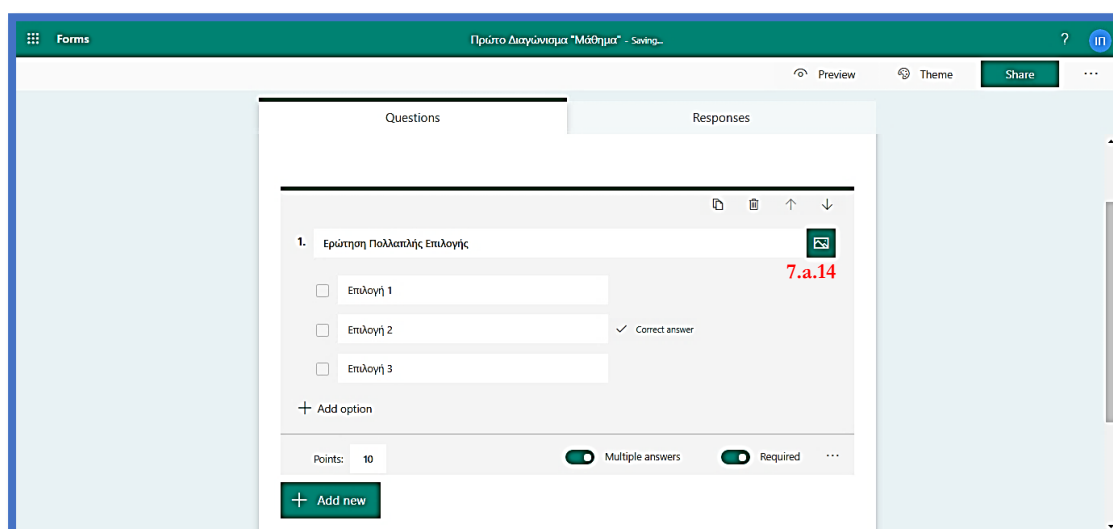 Forms
Πρώτο Διαγώνισμα "Μάθημα" - Saving...
? ΙΠ
Preview
Theme
Share
Questions
Responses
1. Ερώτηση Πολλαπλής Επιλογής
7.a.14
Επιλογή 1
Επιλογή 2
Correct answer
Επιλογή 3
+ Add option
Points: 10
Multiple answers
Required
+ Add new